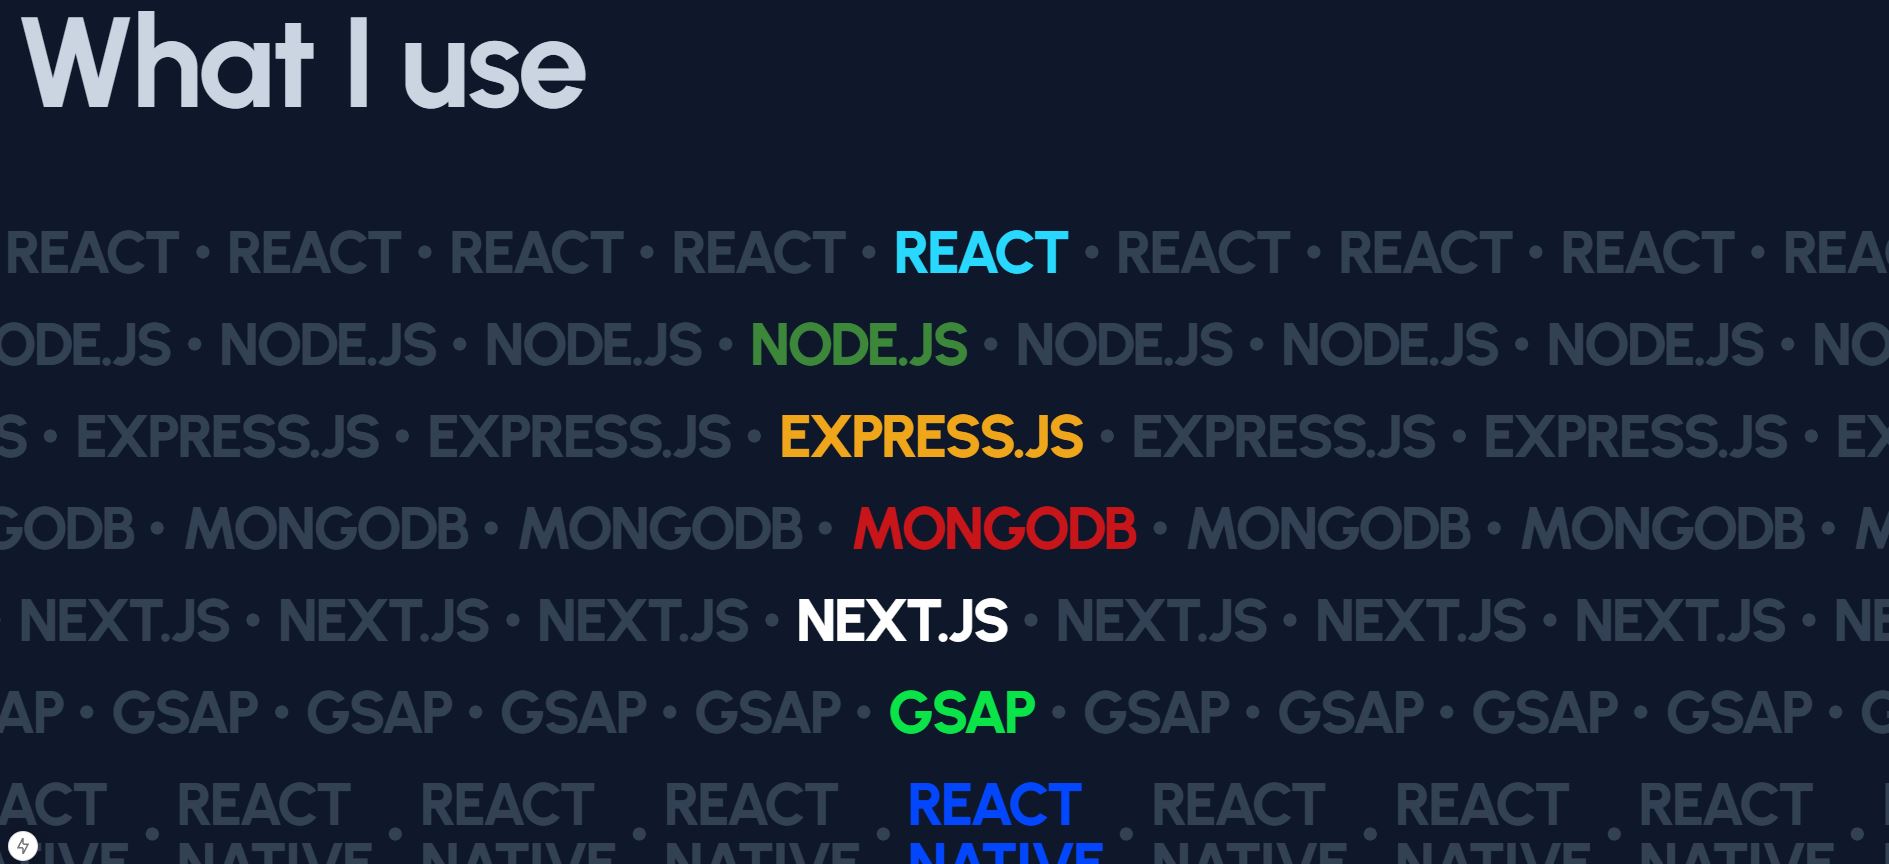 What I use
REACT • REACT • REACT • REACT • REACT • REACT • REACT • REACT • REAC
ODE.JS • NODE.JS • NODE.JS • NODE.JS • NODE.JS • NODE.JS • NODE.JS • NO
S • EXPRESS.JS • EXPRESS.JS • EXPRESS.JS • EXPRESS.JS • EXPRESS.JS • EX
GODB • MONGODB • MONGODB • MONGODB • MONGODB • MONGODB • M
• NEXT.JS • NEXT.JS • NEXT.JS • NEXT.JS • NEXT.JS • NEXT.JS • NEXT.JS • NE
AP • GSAP • GSAP • GSAP • GSAP • GSAP • GSAP • GSAP • GSAP • GSAP • G
ACT • REACT • REACT • REACT • REACT • REACT • REACT • REACT •
IVE NATIVE NATIVE NATIVE NATIVE NATIVE NATIVE NATIVE